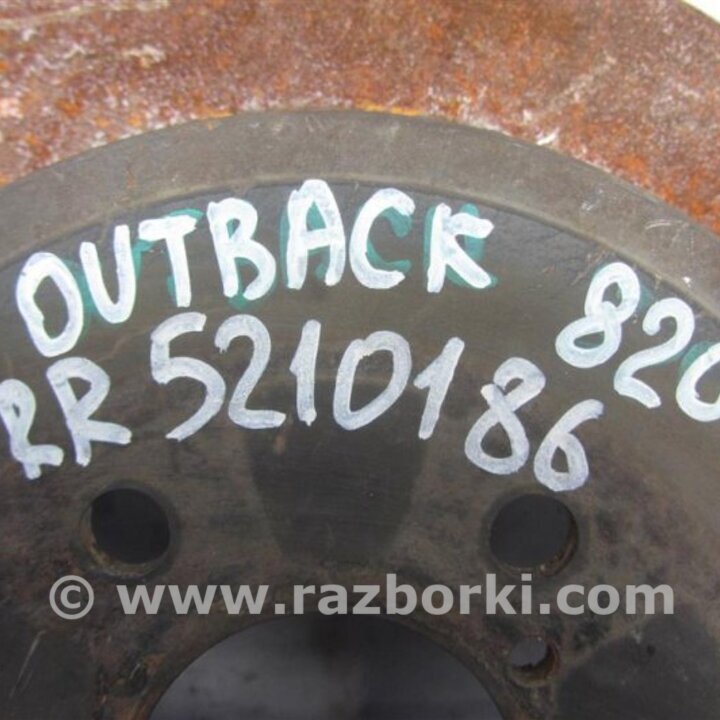 OUTBACK 820
RR 5210186
© www.razborki.com